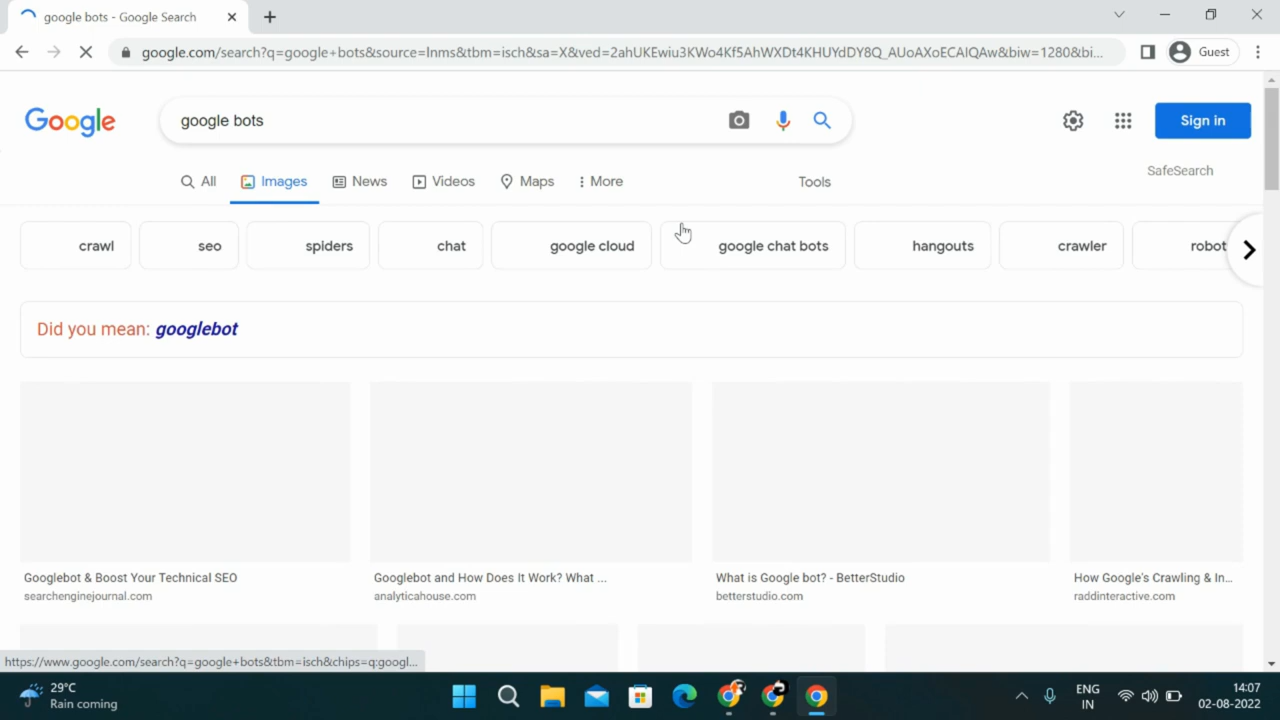 google bots - Google Search
google.com/search?q=google+bots&source=lnms&tbm=isch&sa=X&ved=2ahUKEwiu3KWo4Kf5AhWXDt4KHUYdDY8Q_AUoAXoECAIQAw&biw=1280&bi...
Guest
Google
google bots
Sign in
All
Images
News
Videos
Maps
More
Tools
SafeSearch
crawl
seo
spiders
chat
google cloud
google chat bots
hangouts
crawler
robot
Did you mean: googlebot
Googlebot & Boost Your Technical SEO
searchenginejournal.com
Googlebot and How Does It Work? What ...
analyticahouse.com
What is Google bot? - BetterStudio
betterstudio.com
How Google's Crawling & In...
raddinteractive.com
https://www.google.com/search?q=google+bots&tbm=isch&chips=q:googl...
29°C
Rain coming
ENG
IN
14:07
02-08-2022